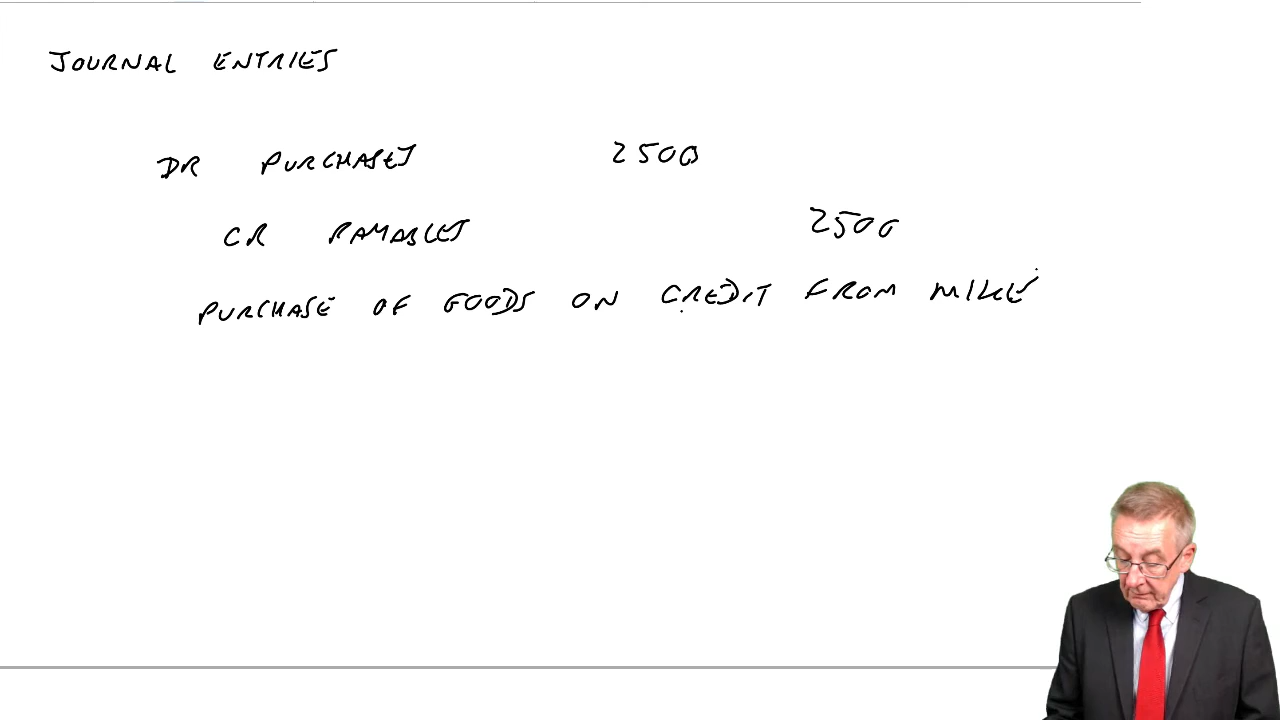 JOURNAL ENTRIES
DR PURCHASES 2500
CR PAYABLES 2500
PURCHASE OF GOODS ON CREDIT FROM MIKE